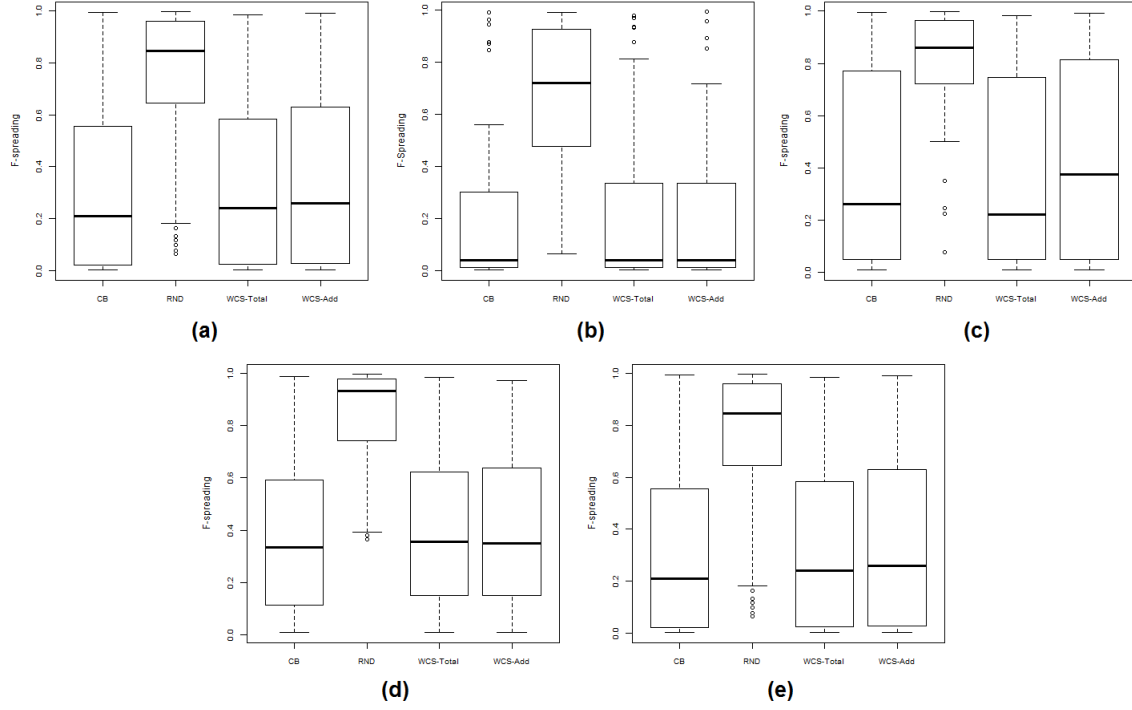 F-spreading
0.0 0.2 0.4 0.6 0.8 1.0
CB RND WCS-Total WCS-Add
(a)
F-Spreading
0.0 0.2 0.4 0.6 0.8 1.0
CB RND WCS-Total WCS-Add
(b)
F-spreading
0.0 0.2 0.4 0.6 0.8 1.0
CB RND WCS-Total WCS-Add
(c)
F-spreading
0.0 0.2 0.4 0.6 0.8 1.0
CB RND WCS-Total WCS-Add
(d)
F-spreading
0.0 0.2 0.4 0.6 0.8 1.0
CB RND WCS-Total WCS-Add
(e)